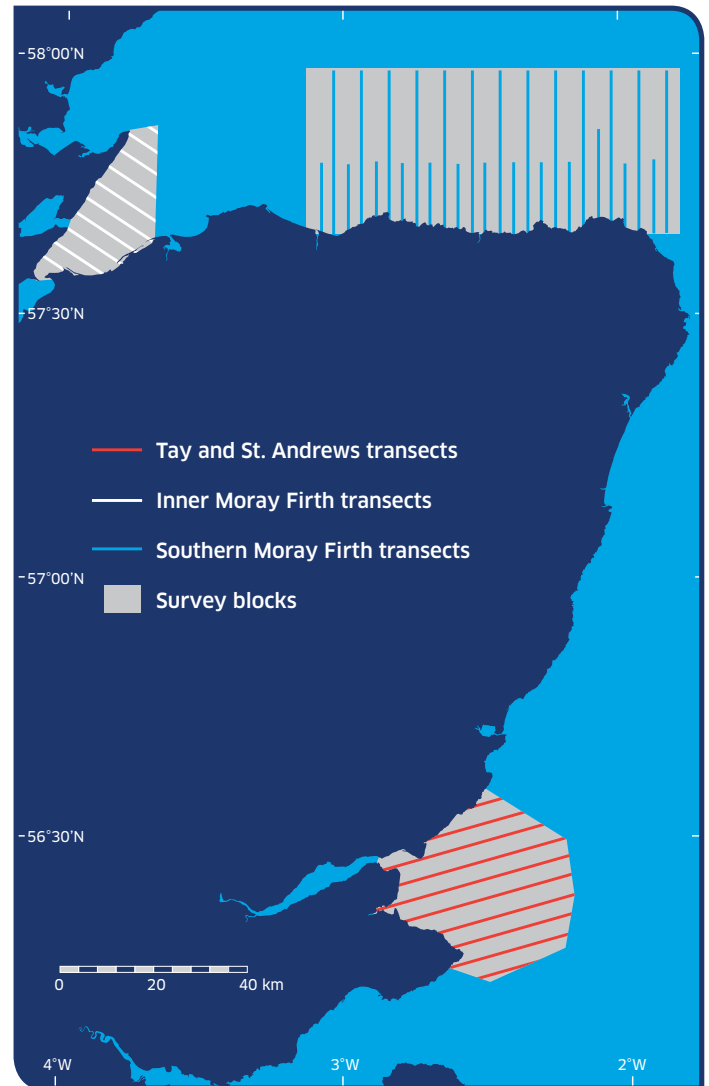 58°00’N
57°30’N
Tay and St. Andrews transects
Inner Moray Firth transects
Southern Moray Firth transects
57°00’N
Survey blocks
56°30’N
0 20 40 km
4°W 3°W 2°W